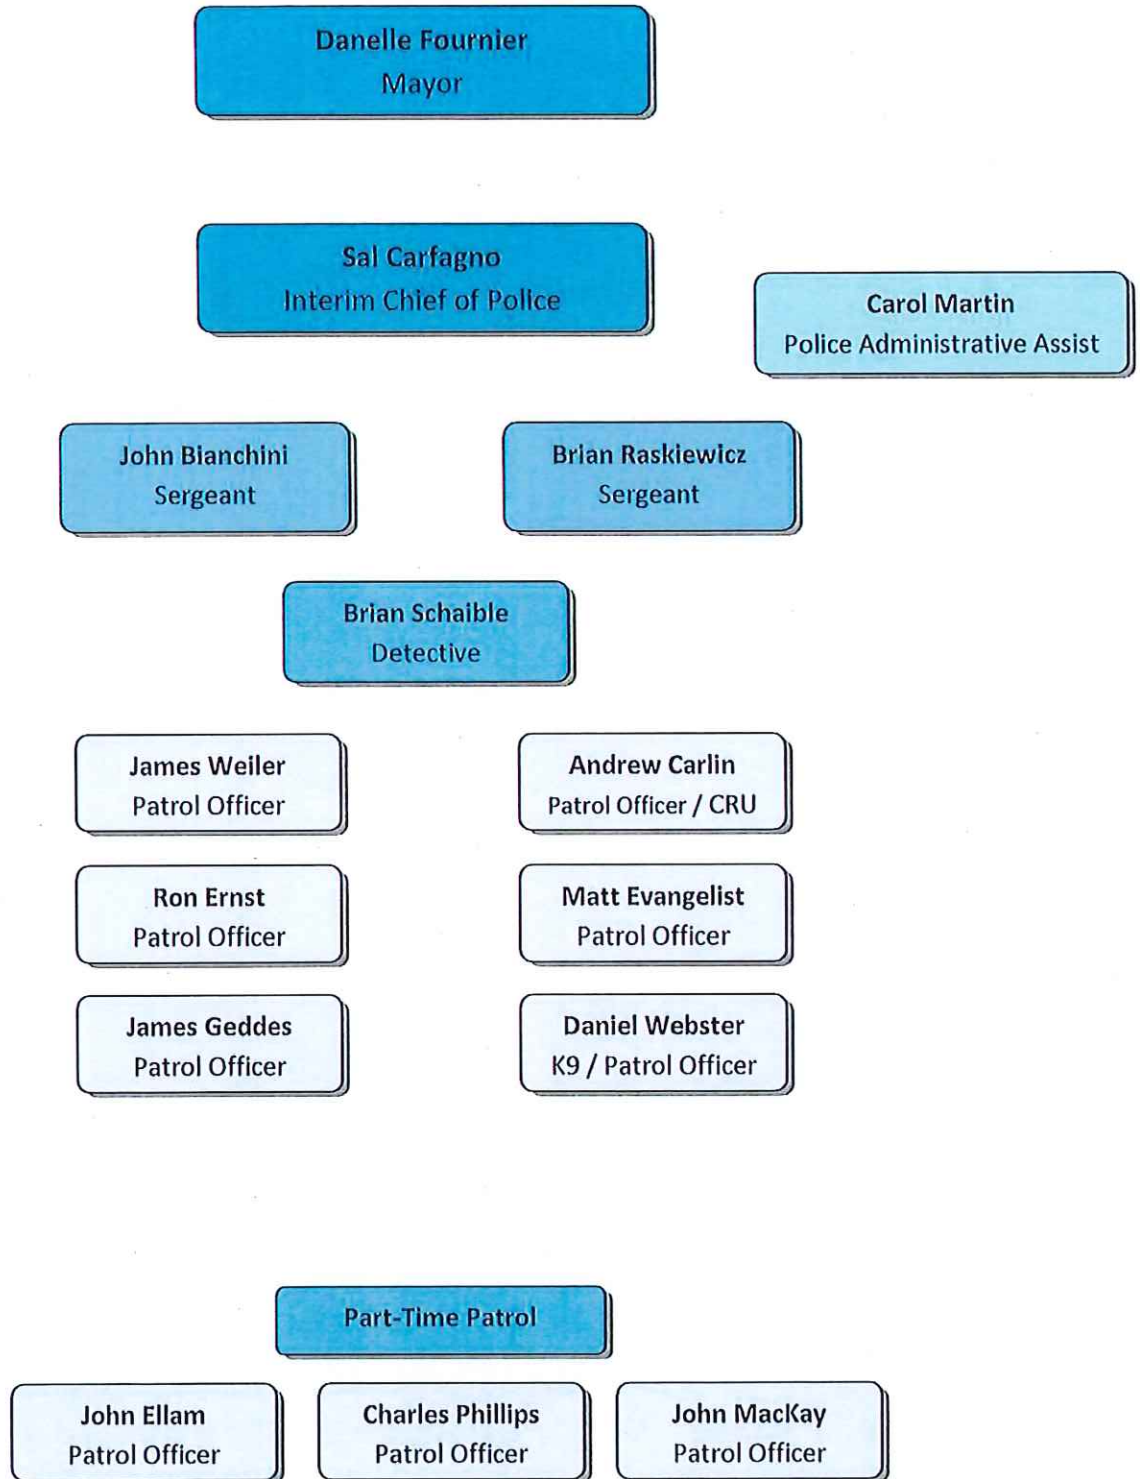 Danelle Fournier
Mayor
Sal Carfagno
Interim Chief of Police
Carol Martin
Police Administrative Assist
John Bianchini
Sergeant
Brian Raskiewicz
Sergeant
Brian Schaible
Detective
James Weiler
Patrol Officer
Andrew Carlin
Patrol Officer / CRU
Ron Ernst
Patrol Officer
Matt Evangelist
Patrol Officer
James Geddes
Patrol Officer
Daniel Webster
K9 / Patrol Officer
Part-Time Patrol
John Ellam
Patrol Officer
Charles Phillips
Patrol Officer
John MacKay
Patrol Officer